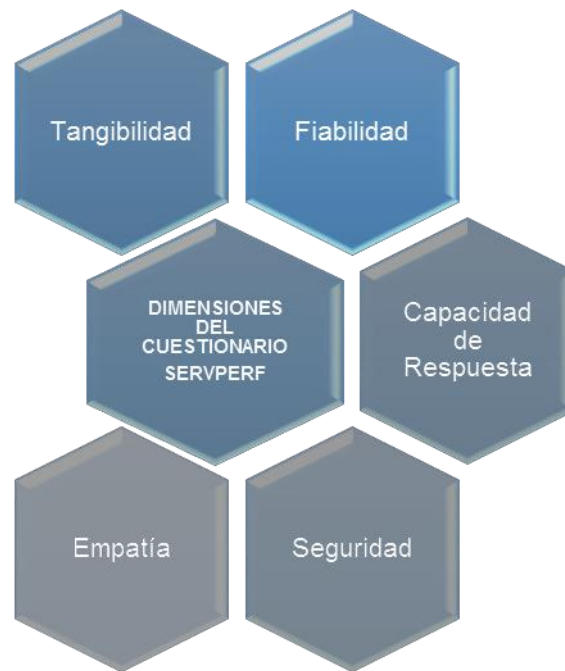 Tangibilidad
Fiabilidad
DIMENSIONES
DEL
CUESTIONARIO
SERVPERF
Capacidad
de
Respuesta
Empatía
Seguridad